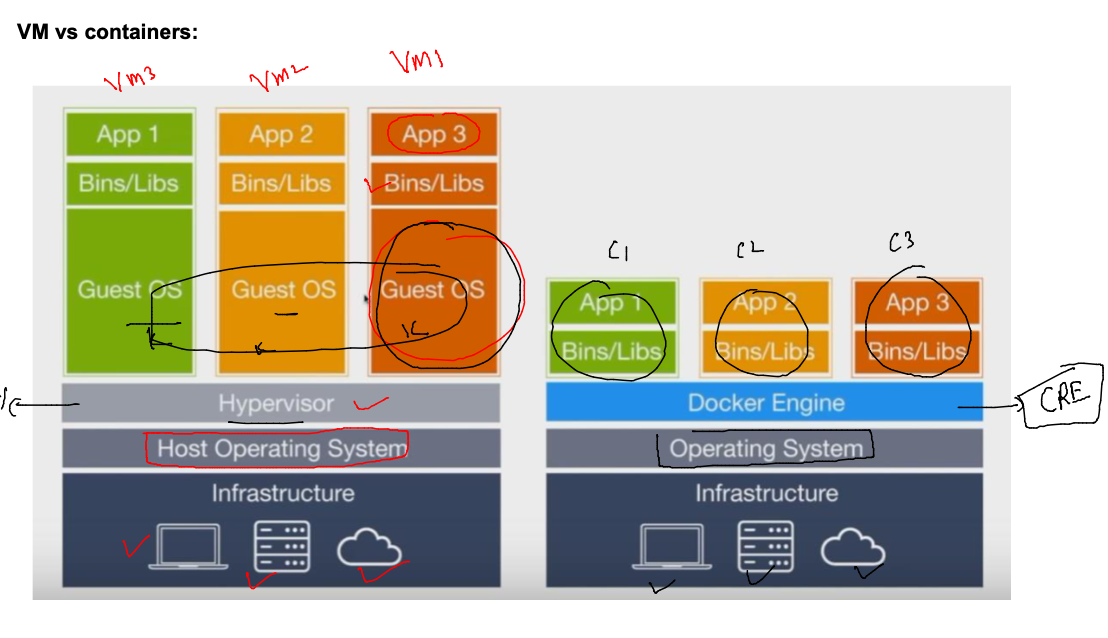 VM vs containers:
Vm3 Vm2 Vm1
App 1 App 2 App 3
Bins/Libs Bins/Libs Bins/Libs
Guest OS Guest OS Guest OS
Hypervisor
Host Operating System
Infrastructure
C1 C2 C3
App 1 App 2 App 3
Bins/Libs Bins/Libs Bins/Libs
Docker Engine
CRE
Operating System
Infrastructure